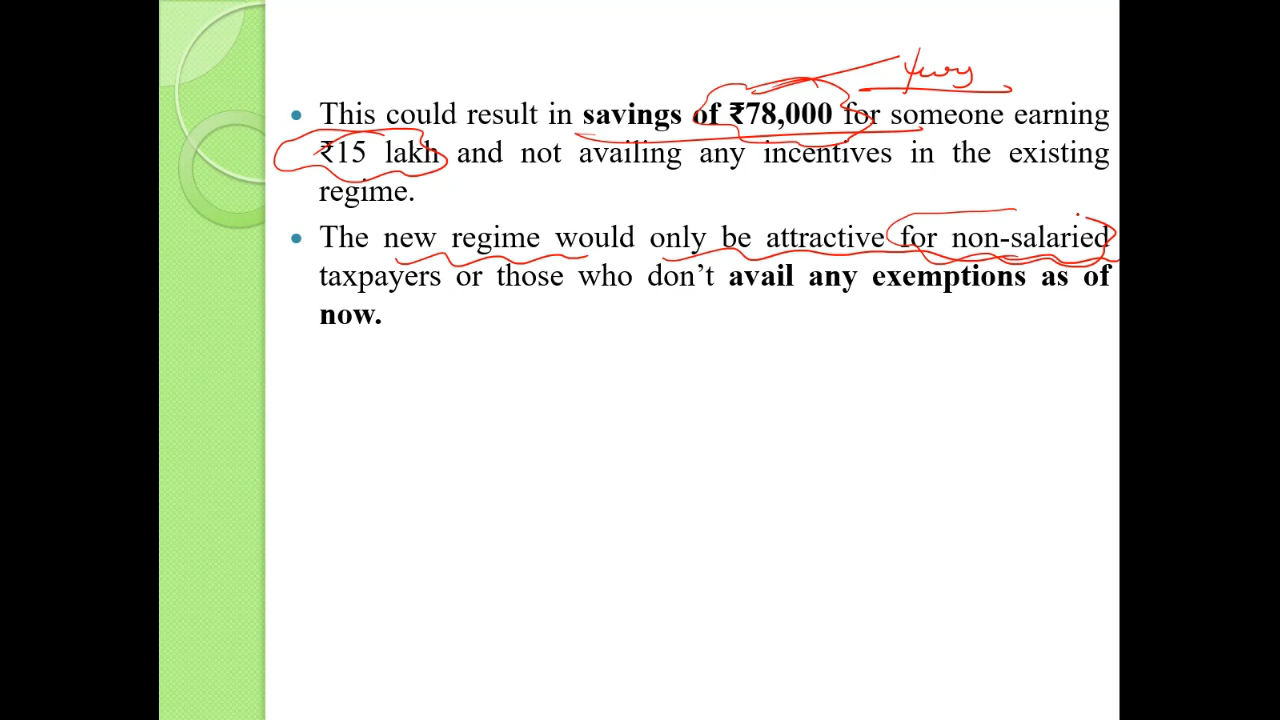 This could result in savings of ₹78,000 for someone earning
₹15 lakh and not availing any incentives in the existing
regime.
The new regime would only be attractive for non-salaried
taxpayers or those who don't avail any exemptions as of
now.